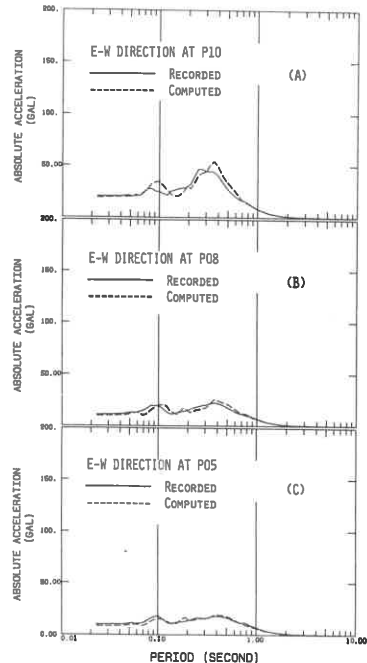 200.
E-W DIRECTION AT P10
(A)
RECORDED
COMPUTED
150.
100.
50.00
ABSOLUTE ACCELERATION
(GAL)
200.
E-W DIRECTION AT P08
(B)
RECORDED
COMPUTED
150.
100.
50.00
ABSOLUTE ACCELERATION
(GAL)
200.
E-W DIRECTION AT P05
(C)
RECORDED
COMPUTED
150.
100.
50.00
0.00
ABSOLUTE ACCELERATION
(GAL)
0.01 0.10 1.00 10.00
PERIOD (SECOND)